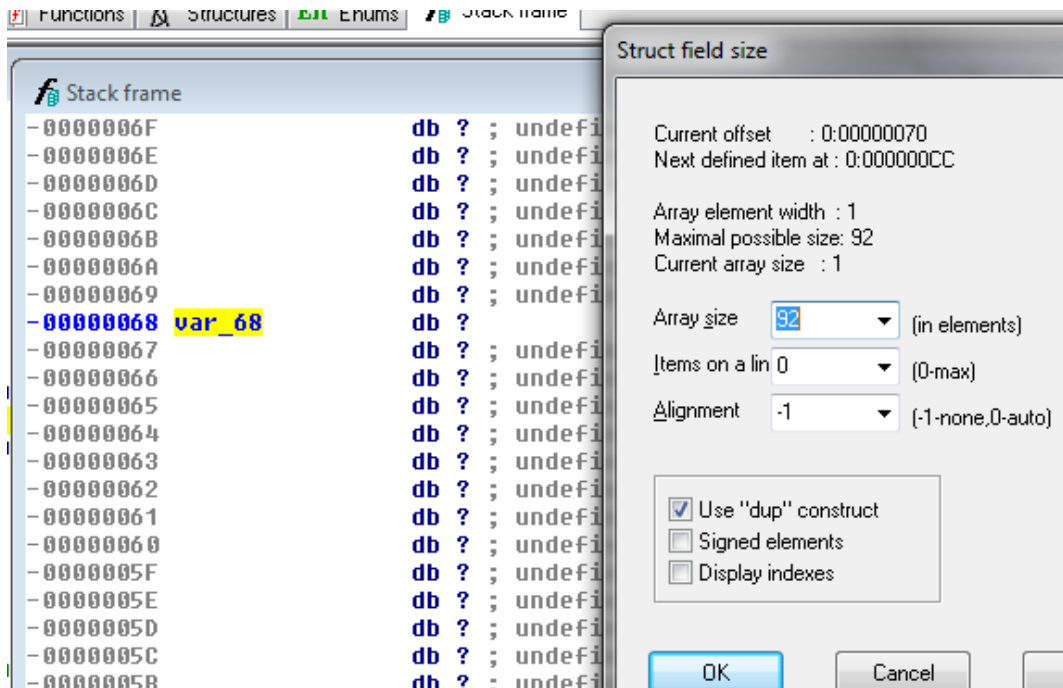 Functions Structures En Enums Stack frame
Stack frame
-0000006F db ? ; undefi
-0000006E db ? ; undefi
-0000006D db ? ; undefi
-0000006C db ? ; undefi
-0000006B db ? ; undefi
-0000006A db ? ; undefi
-00000069 db ? ; undefi
-00000068 var_68 db ?
-00000067 db ? ; undefi
-00000066 db ? ; undefi
-00000065 db ? ; undefi
-00000064 db ? ; undefi
-00000063 db ? ; undefi
-00000062 db ? ; undefi
-00000061 db ? ; undefi
-00000060 db ? ; undefi
-0000005F db ? ; undefi
-0000005E db ? ; undefi
-0000005D db ? ; undefi
-0000005C db ? ; undefi
-0000005B db ? ; undefi
Struct field size
Current offset : 0:00000070
Next defined item at : 0:000000CC
Array element width : 1
Maximal possible size: 92
Current array size : 1
Array size 92 (in elements)
Items on a lin 0 (0-max)
Alignment -1 (-1-none,0-auto)
Use "dup" construct
Signed elements
Display indexes
OK Cancel